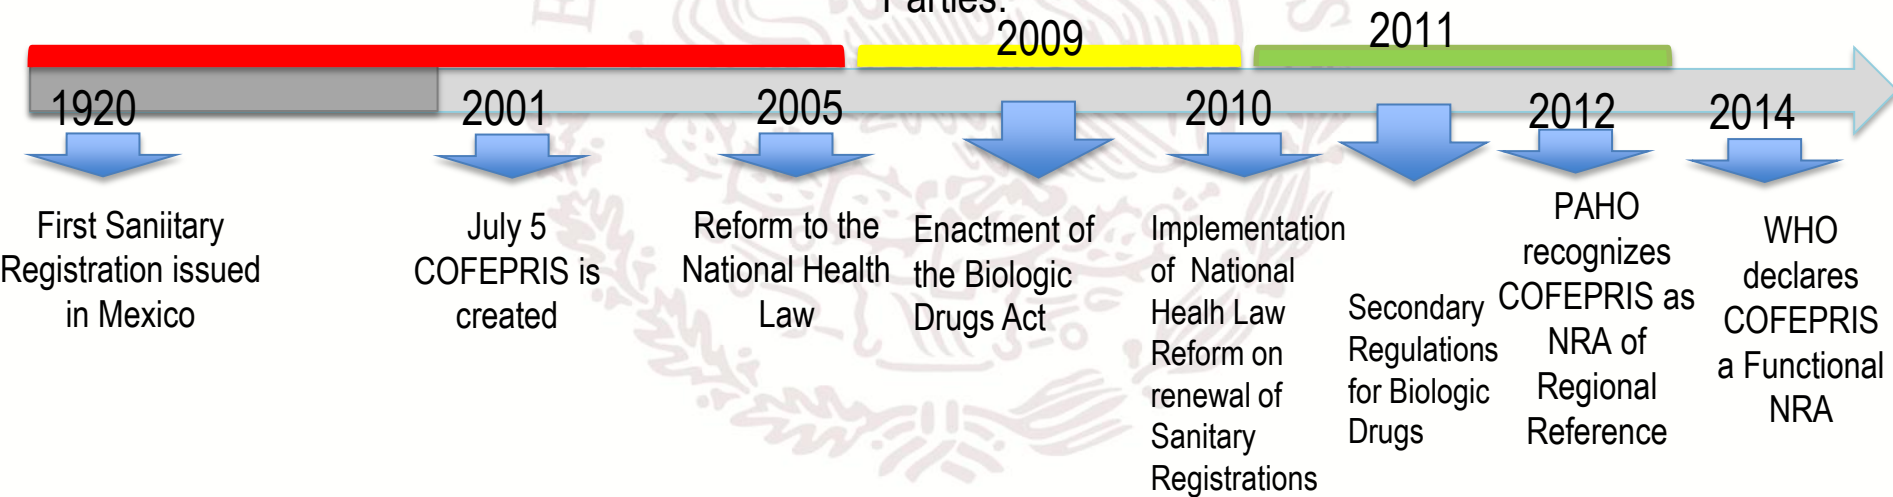 Parties.
1920
First Saniitary
Registration issued
in Mexico
2001
July 5
COFEPRIS is
created
2005
Reform to the
National Health
Law
2009
Enactment of
the Biologic
Drugs Act
2010
Implementation
of National
Healh Law
Reform on
renewal of
Sanitary
Registrations
2011
Secondary
Regulations
for Biologic
Drugs
2012
PAHO
recognizes
COFEPRIS as
NRA of
Regional
Reference
2014
WHO
declares
COFEPRIS
a Functional
NRA